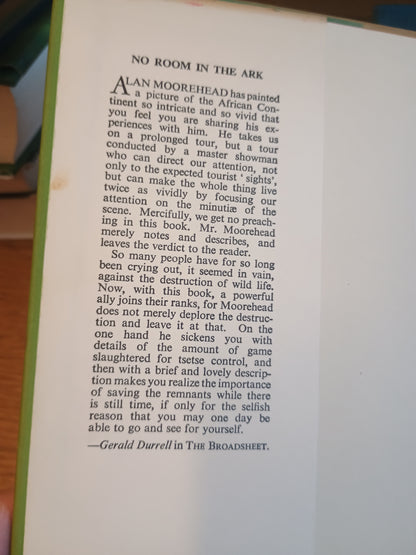 NO ROOM IN THE ARK
ALAN MOOREHEAD has painted
a picture of the African Con-
tinent so intricate and so vivid that
you feel you are sharing his ex-
periences with him. He takes us
on a prolonged tour, but a tour
conducted by a master showman
who can direct our attention, not
only to the expected tourist ' sights',
but can make the whole thing live
twice as vividly by focusing our
attention on the minutiæ of the
scene. Mercifully, we get no preach-
ing in this book. Mr. Moorehead
merely notes and describes, and
leaves the verdict to the reader.
So many people have for so long
been crying out, it seemed in vain,
against the destruction of wild life.
Now, with this book, a powerful
ally joins their ranks, for Moorehead
does not merely deplore the destruc-
tion and leave it at that. On the
one hand he sickens you with
details of the amount of game
slaughtered for tsetse control, and
then with a brief and lovely descrip-
tion makes you realize the importance
of saving the remnants while there
is still time, if only for the selfish
reason that you may one day be
able to go and see for yourself.
—Gerald Durrell in THE BROADSHEET.